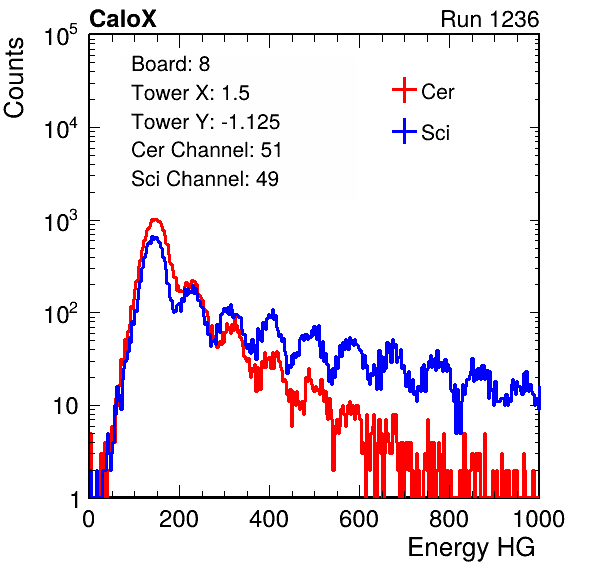 CaloX Run 1236
Counts
10^5
Board: 8
Tower X: 1.5
Tower Y: -1.125
Cer Channel: 51
Sci Channel: 49
Cer
Sci
10^4
10^3
10^2
10
1
0 200 400 600 800 1000
Energy HG